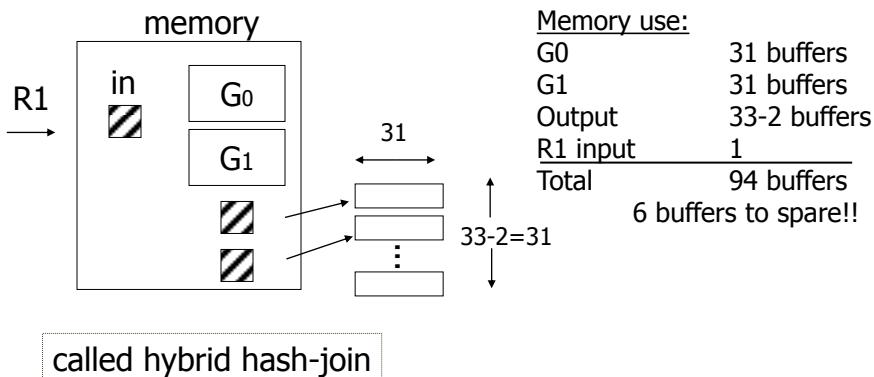 memory
in
R1
G0
G1
31
33-2=31
Memory use:
G0 31 buffers
G1 31 buffers
Output 33-2 buffers
R1 input 1
Total 94 buffers
6 buffers to spare!!
called hybrid hash-join